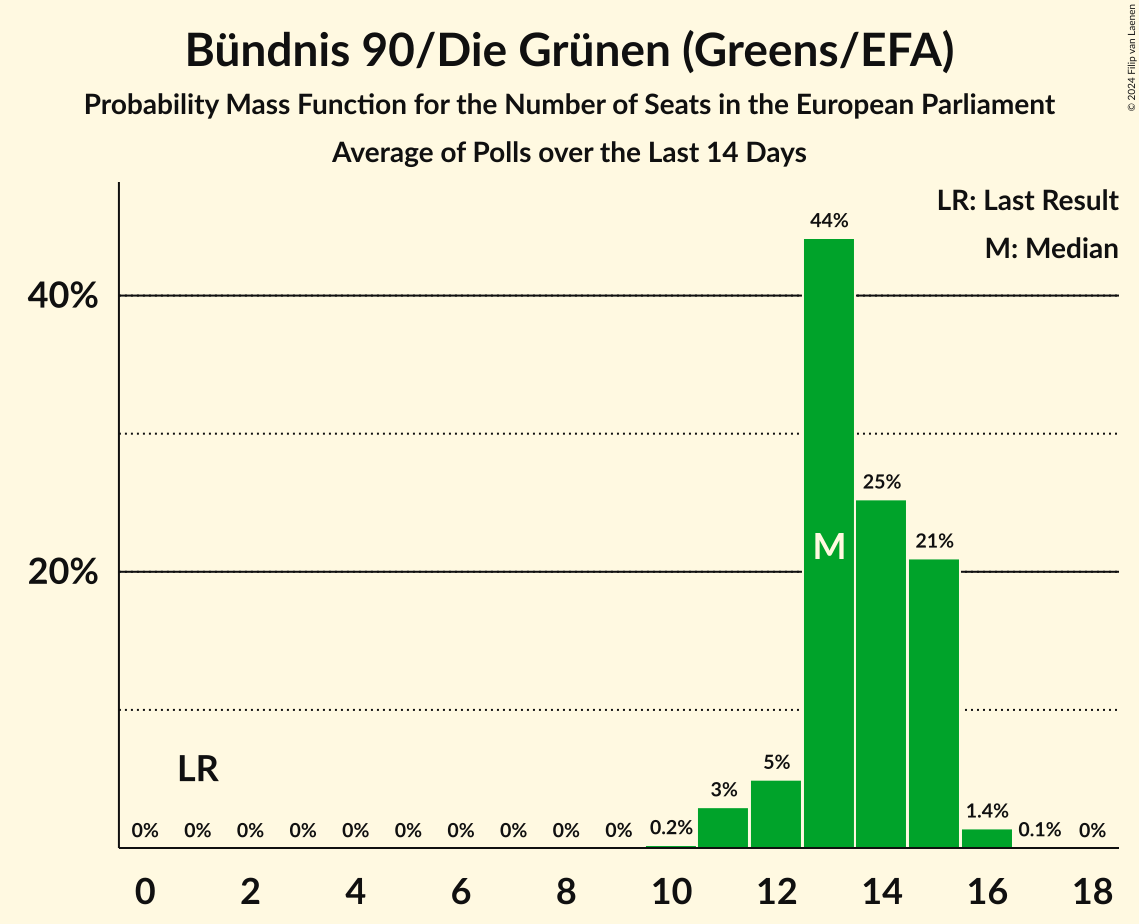 Bündnis 90/Die Grünen (Greens/EFA)
Probability Mass Function for the Number of Seats in the European Parliament
Average of Polls over the Last 14 Days
© 2024 Filip van Laenen
LR: Last Result
M: Median
44%
40%
25%
21%
M
20%
LR
5%
3%
1.4%
0% 0% 0% 0% 0% 0% 0% 0% 0% 0% 0.2% 0.1% 0%
0 2 4 6 8 10 12 14 16 18